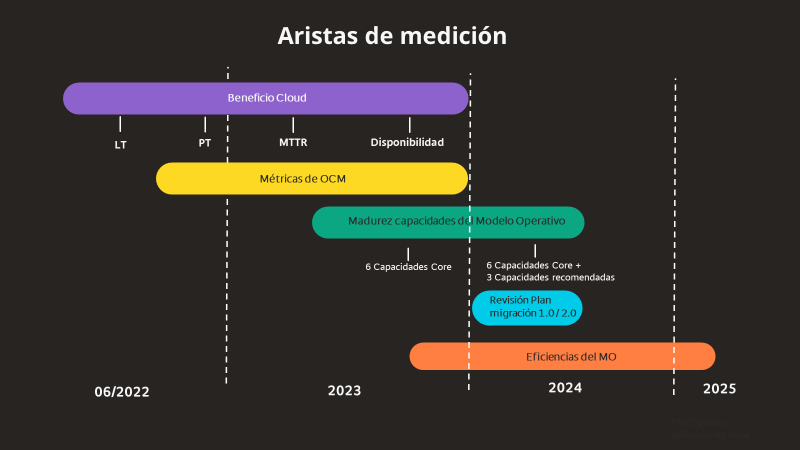 Aristas de medición
Beneficio Cloud
LT
PT
MTTR
Disponibilidad
Métricas de OCM
Madurez capacidades del Modelo Operativo
6 Capacidades Core
6 Capacidades Core +
3 Capacidades recomendadas
Revisión Plan
migración 1.0 / 2.0
Eficiencias del MO
06/2022
2023
2024
2025